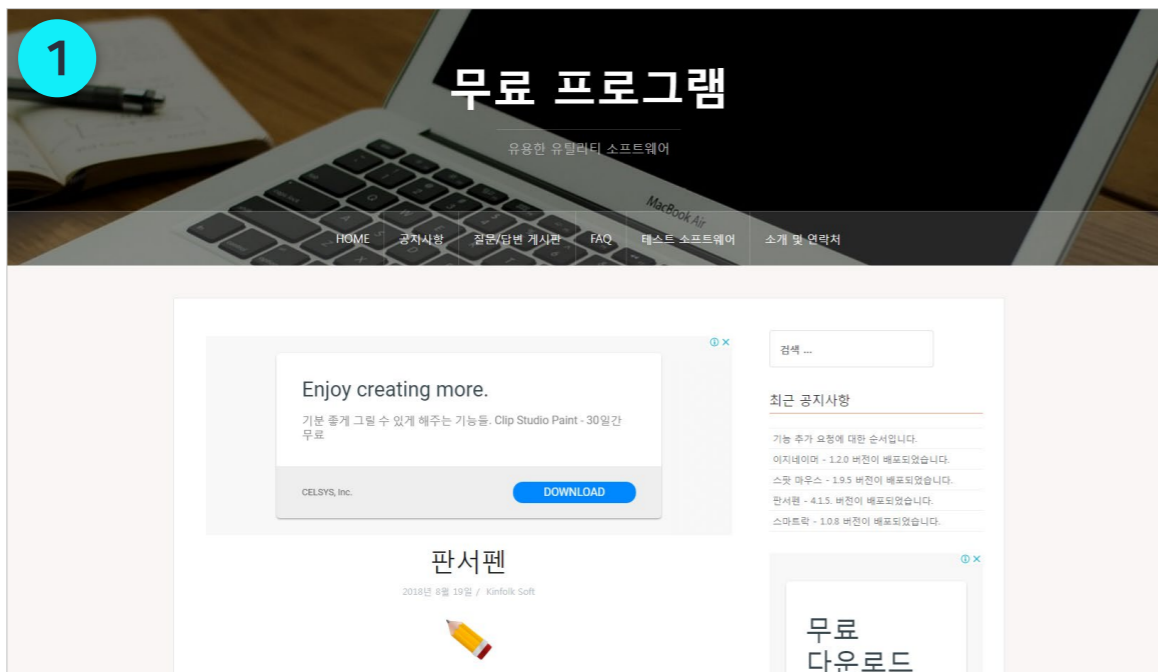 1
무료 프로그램
유용한 유틸리티 소프트웨어
MacBook Air
HOME 공지사항 질문/답변 게시판 FAQ 테스트 소프트웨어 소개 및 연락처
Enjoy creating more.
기분 좋게 그릴 수 있게 해주는 기능들. Clip Studio Paint - 30일간
무료
CELSYS, Inc.
DOWNLOAD
판서펜
2018년 8월 19일 / Kinfolk Soft
검색 ...
최근 공지사항
기능 추가 요청에 대한 순서입니다.
이지네이머 - 1.2.0 버전이 배포되었습니다.
스팟 마우스 - 1.9.5 버전이 배포되었습니다.
판서펜 - 4.1.5. 버전이 배포되었습니다.
스마트락 - 1.0.8 버전이 배포되었습니다.
무료
다운로드